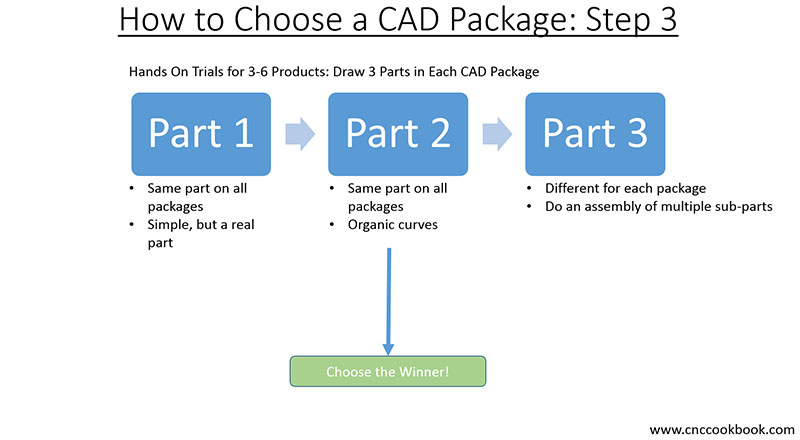 How to Choose a CAD Package: Step 3
Hands On Trials for 3-6 Products: Draw 3 Parts in Each CAD Package
Part 1
Part 2
Part 3
• Same part on all
packages
• Simple, but a real
part
• Same part on all
packages
• Organic curves
• Different for each package
• Do an assembly of multiple sub-parts
Choose the Winner!
www.cnccookbook.com